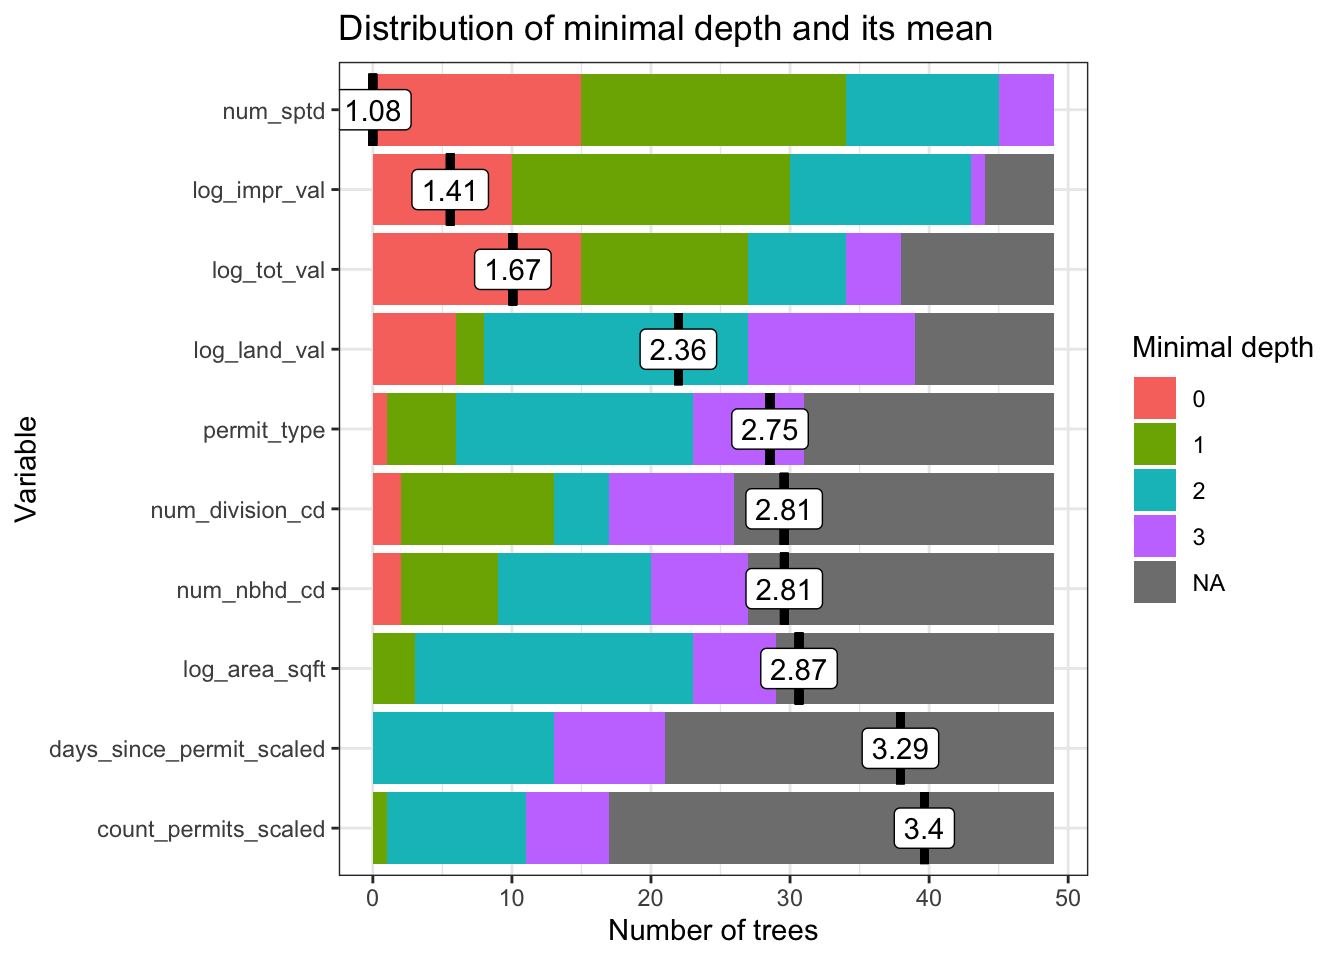 Distribution of minimal depth and its mean
Variable
num_sptd
log_impr_val
log_tot_val
log_land_val
permit_type
num_division_cd
num_nbhd_cd
log_area_sqft
days_since_permit_scaled
count_permits_scaled
1.08
1.41
1.67
2.36
2.75
2.81
2.81
2.87
3.29
3.4
0 10 20 30 40 50
Number of trees
Minimal depth
0
1
2
3
NA